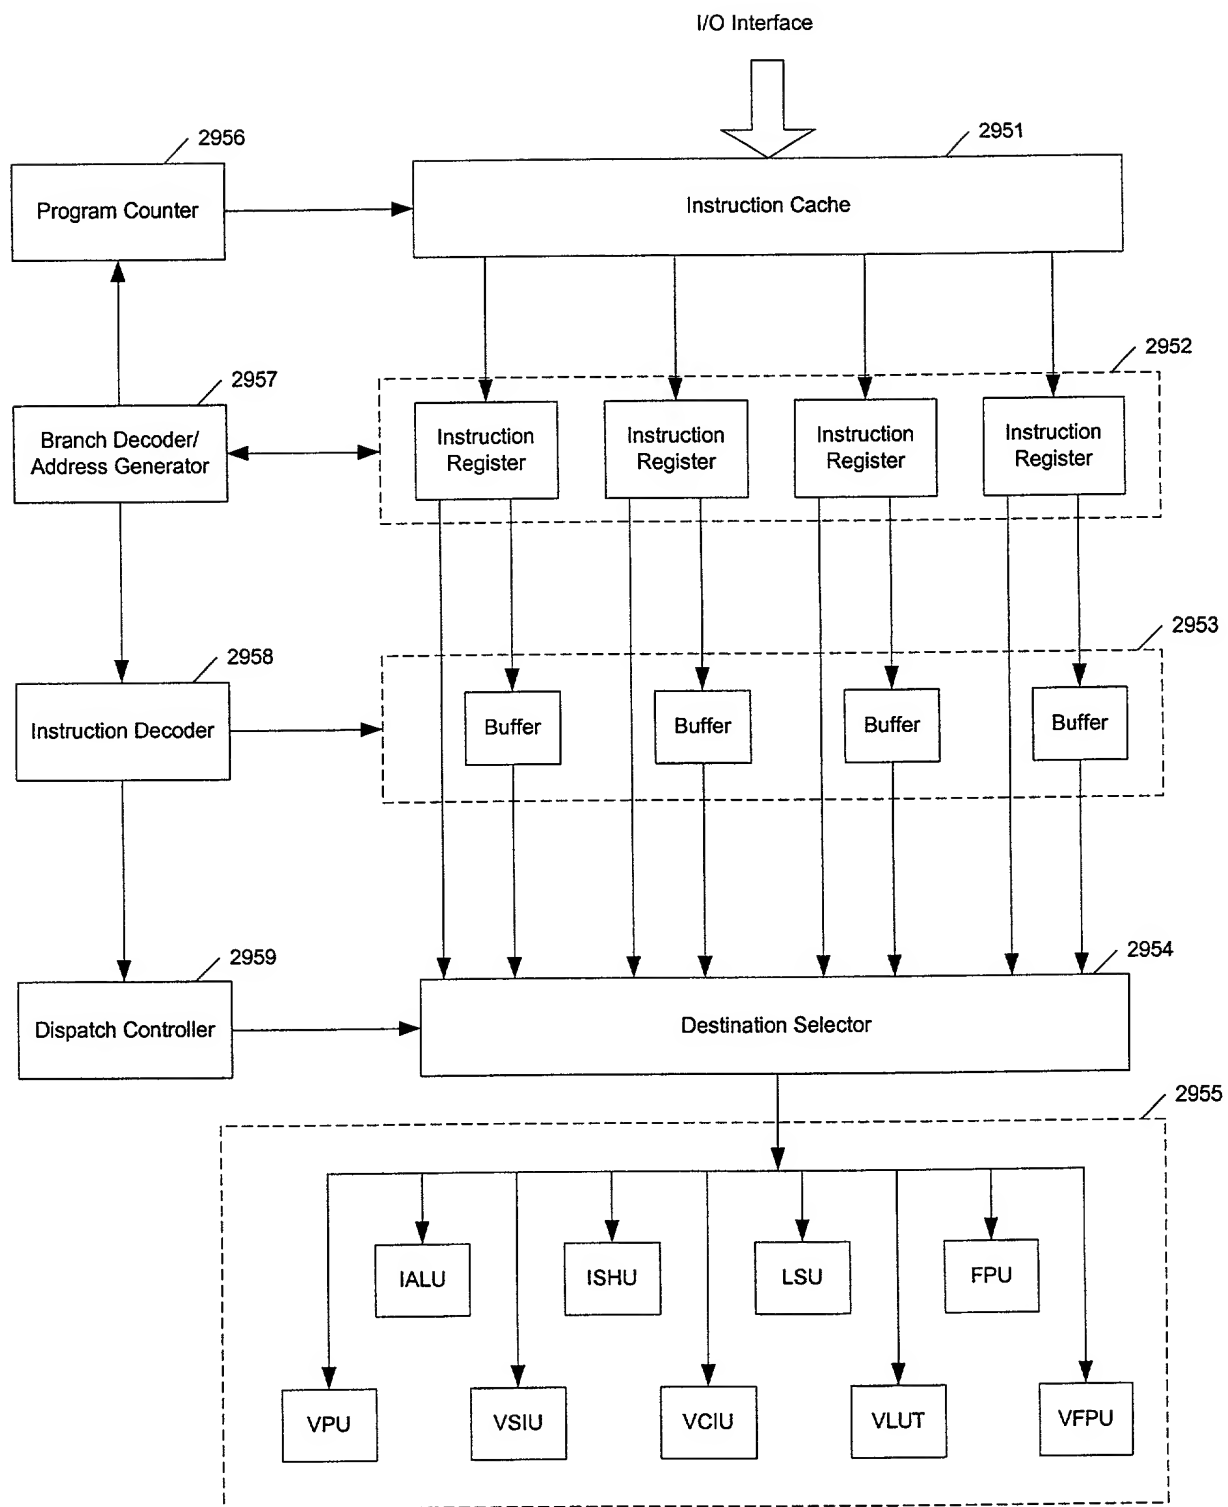 I/O Interface
2956
2951
Program Counter
Instruction Cache
2952
2957
Branch Decoder/
Address Generator
Instruction
Register
Instruction
Register
Instruction
Register
Instruction
Register
2953
2958
Instruction Decoder
Buffer
Buffer
Buffer
Buffer
2959
2954
Dispatch Controller
Destination Selector
2955
IALU
ISHU
LSU
FPU
VPU
VSIU
VCIU
VLUT
VFPU